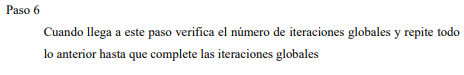 Paso 6
Cuando llega a este paso verifica el número de iteraciones globales y repite todo
lo anterior hasta que complete las iteraciones globales